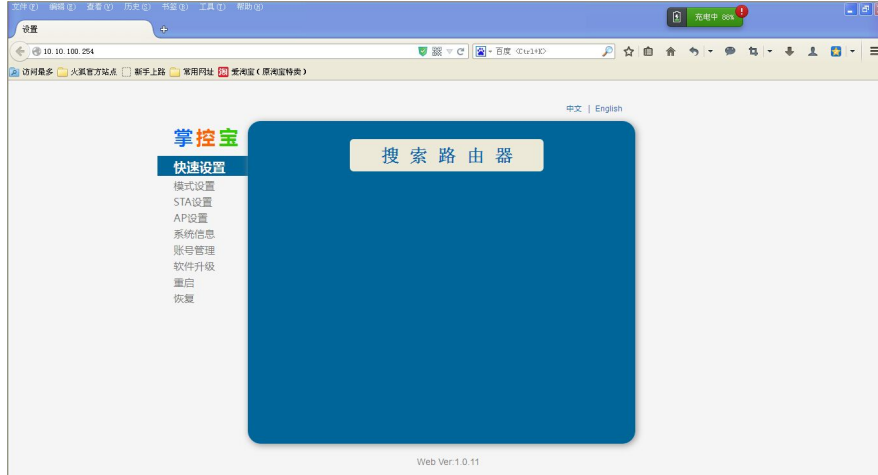 文件(F) 编辑(E) 查看(V) 历史(S) 书签(B) 工具(T) 帮助(H)
充电中 88%
设置
10.10.100.254
百度 <Ctrl+K>
访问最多 火狐官方站点 新手上路 常用网址 爱淘宝(原淘宝特卖)
中文 | English
掌控宝
搜索路由器
快速设置
模式设置
STA设置
AP设置
系统信息
账号管理
软件升级
重启
恢复
Web Ver:1.0.11